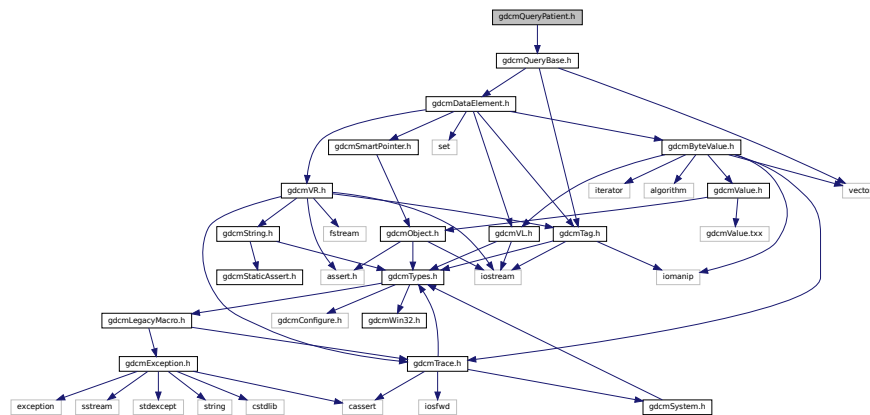 gdcmQueryPatient.h
gdcmQueryBase.h
gdcmDataElement.h
gdcmSmartPointer.h
set
gdcmByteValue.h
gdcmVR.h
iterator
algorithm
gdcmValue.h
vecto
gdcmString.h
fstream
gdcmObject.h
gdcmVL.h
gdcmTag.h
gdcmValue.txx
gdcmStaticAssert.h
assert.h
gdcmTypes.h
iostream
iomanip
gdcmLegacyMacro.h
gdcmConfigure.h
gdcmWin32.h
gdcmException.h
gdcmTrace.h
exception
sstream
stdexcept
string
cstdlib
cassert
iosfwd
gdcmSystem.h